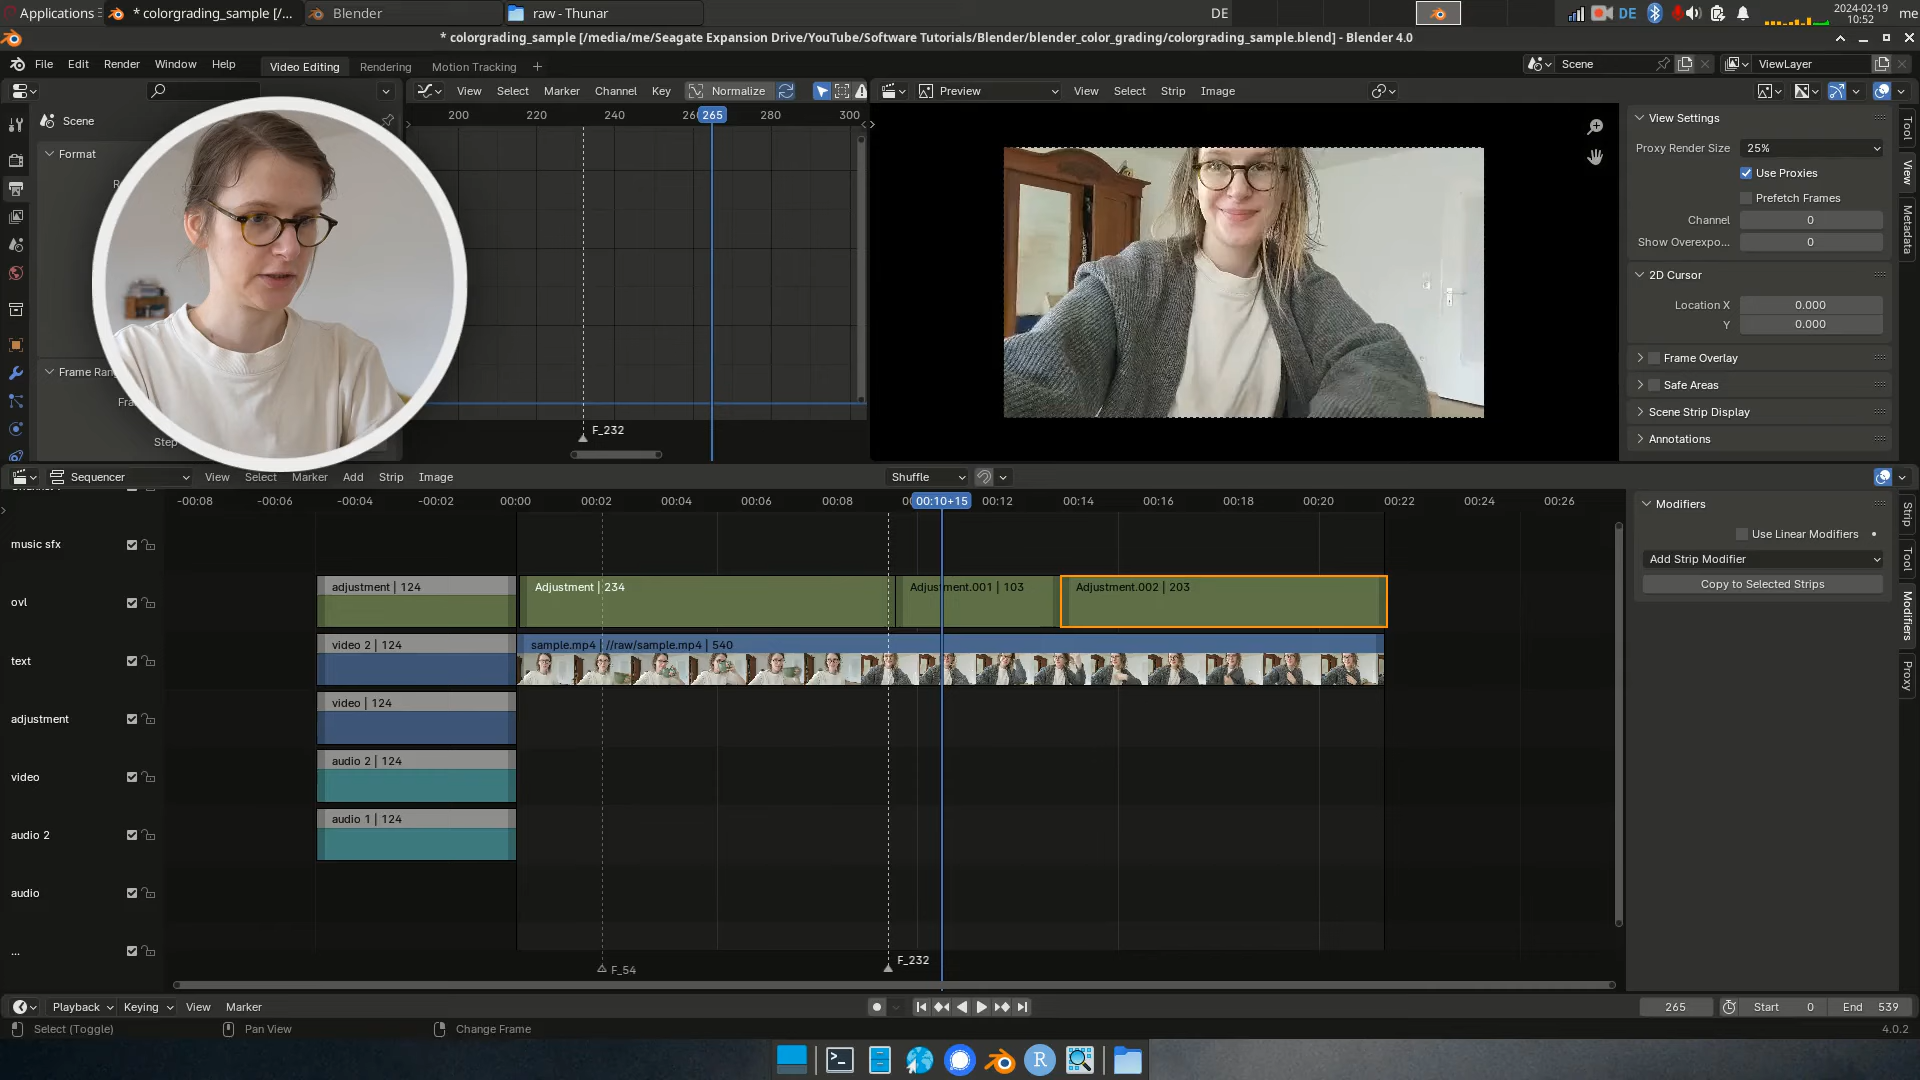 Applications
* colorgrading_sample [/...
Blender
raw - Thunar
DE
DE
2024-02-19
10:52
me
* colorgrading_sample [/media/me/Seagate Expansion Drive/YouTube/Software Tutorials/Blender/blender_color_grading/colorgrading_sample.blend] - Blender 4.0
File Edit Render Window Help
Video Editing Rendering Motion Tracking +
Scene
ViewLayer
View Select Marker Channel Key Normalize
Preview
View Select Strip Image
Scene
Format
Frame Ran
Fra
Step
200 220 240 26 265 280 300
F_232
View Settings
Proxy Render Size 25%
Use Proxies
Prefetch Frames
Channel 0
Show Overexpo... 0
2D Cursor
Location X 0.000
Y 0.000
Frame Overlay
Safe Areas
Scene Strip Display
Annotations
Tool
View
Metadata
Sequencer
View Select Marker Add Strip Image
Shuffle
-00:08 -00:06 -00:04 -00:02 00:00 00:02 00:04 00:06 00:08 00:10+15 00:12 00:14 00:16 00:18 00:20 00:22 00:24 00:26
music sfx
ovl
text
adjustment
video
audio 2
audio
...
adjustment | 124
Adjustment | 234
Adjustment.001 | 103
Adjustment.002 | 203
video 2 | 124
sample.mp4 | //raw/sample.mp4 | 540
video | 124
audio 2 | 124
audio 1 | 124
F_54
F_232
Modifiers
Use Linear Modifiers
Add Strip Modifier
Copy to Selected Strips
Strip
Tool
Modifiers
Proxy
Playback Keying View Marker
265
Start 0
End 539
Select (Toggle)
Pan View
Change Frame
4.0.2
R